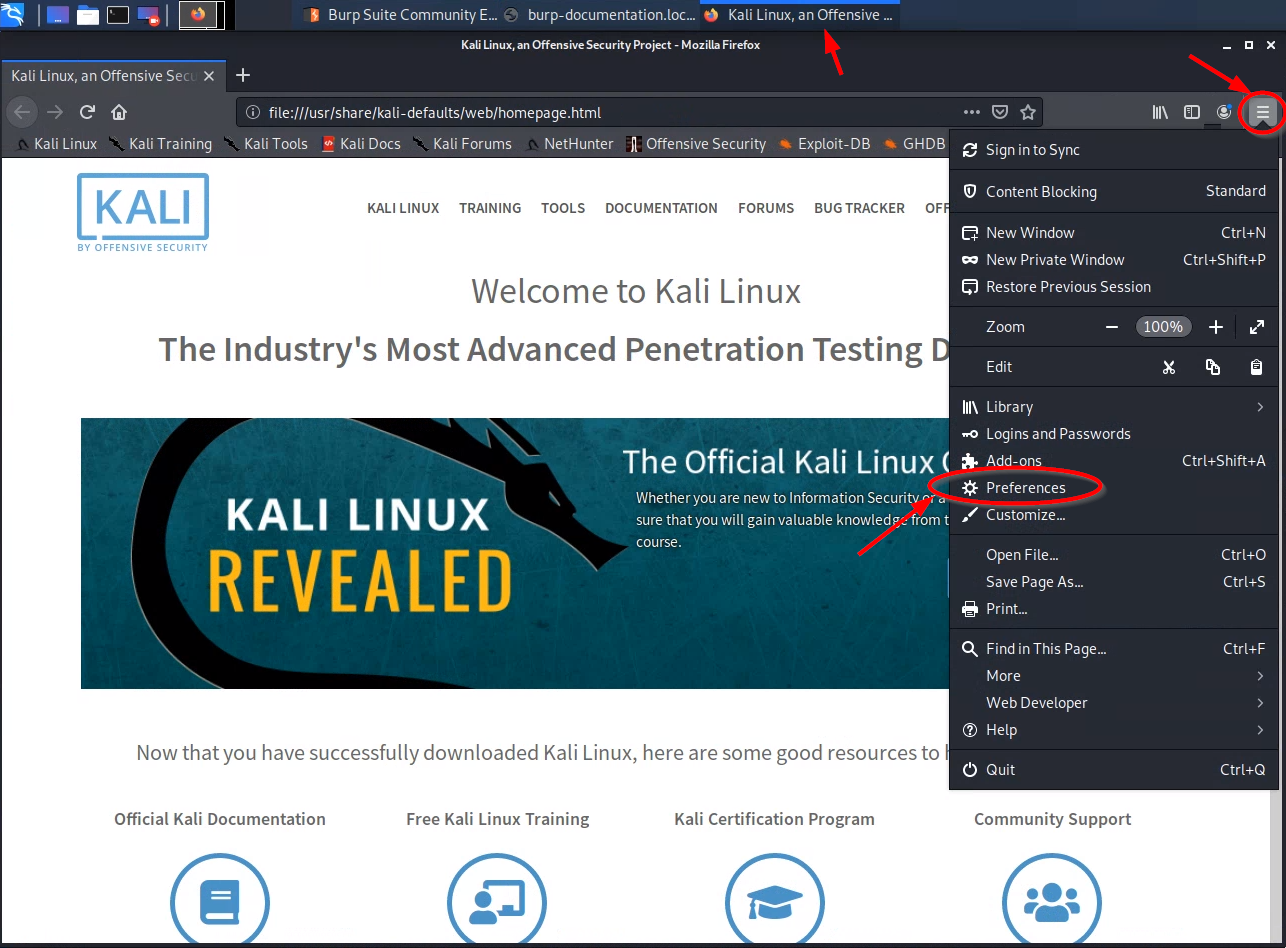 Burp Suite Community E... burp-documentation.loc... Kali Linux, an Offensive ...
Kali Linux, an Offensive Security Project - Mozilla Firefox
Kali Linux, an Offensive Secu
file:///usr/share/kali-defaults/web/homepage.html
Kali Linux Kali Training Kali Tools Kali Docs Kali Forums NetHunter Offensive Security Exploit-DB GHDB
KALI
BY OFFENSIVE SECURITY
KALI LINUX TRAINING TOOLS DOCUMENTATION FORUMS BUG TRACKER OFF
Welcome to Kali Linux
The Industry's Most Advanced Penetration Testing D
KALI LINUX
REVEALED
The Official Kali Linux C
Whether you are new to Information Security or a
sure that you will gain valuable knowledge from t
course.
Now that you have successfully downloaded Kali Linux, here are some good resources to h
Official Kali Documentation
Free Kali Linux Training
Kali Certification Program
Community Support
Sign in to Sync
Content Blocking Standard
New Window Ctrl+N
New Private Window Ctrl+Shift+P
Restore Previous Session
Zoom 100%
Edit
Library
Logins and Passwords
Add-ons Ctrl+Shift+A
Preferences
Customize...
Open File... Ctrl+O
Save Page As... Ctrl+S
Print...
Find in This Page... Ctrl+F
More
Web Developer
Help
Quit Ctrl+Q